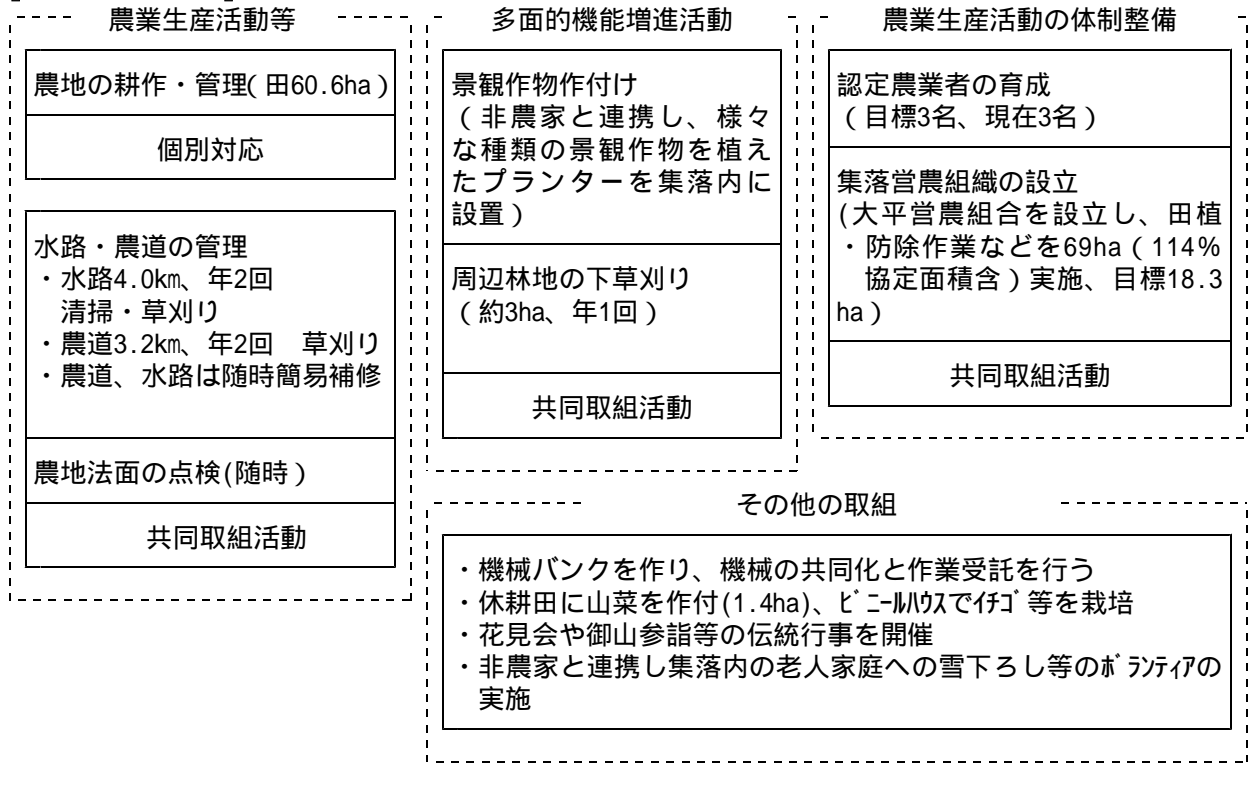 農業生産活動等
農地の耕作・管理(田60.6ha)
個別対応
水路・農道の管理
・水路4.0km、年2回
清掃・草刈り
・農道3.2km、年2回　草刈り
・農道、水路は随時簡易補修
農地法面の点検(随時)
共同取組活動
多面的機能増進活動
景観作物作付け
(非農家と連携し、様々
な種類の景観作物を植え
たプランターを集落内に
設置)
周辺林地の下草刈り
(約3ha、年1回)
共同取組活動
農業生産活動の体制整備
認定農業者の育成
(目標3名、現在3名)
集落営農組織の設立
(大平営農組合を設立し、田植
・防除作業などを69ha(114%
協定面積含)実施、目標18.3
ha)
共同取組活動
その他の取組
・機械バンクを作り、機械の共同化と作業受託を行う
・休耕田に山菜を作付(1.4ha)、ﾋﾞﾆｰﾙﾊｳｽでｲﾁｺﾞ等を栽培
・花見会や御山参詣等の伝統行事を開催
・非農家と連携し集落内の老人家庭への雪下ろし等のﾎﾞﾗﾝﾃｨｱの
実施